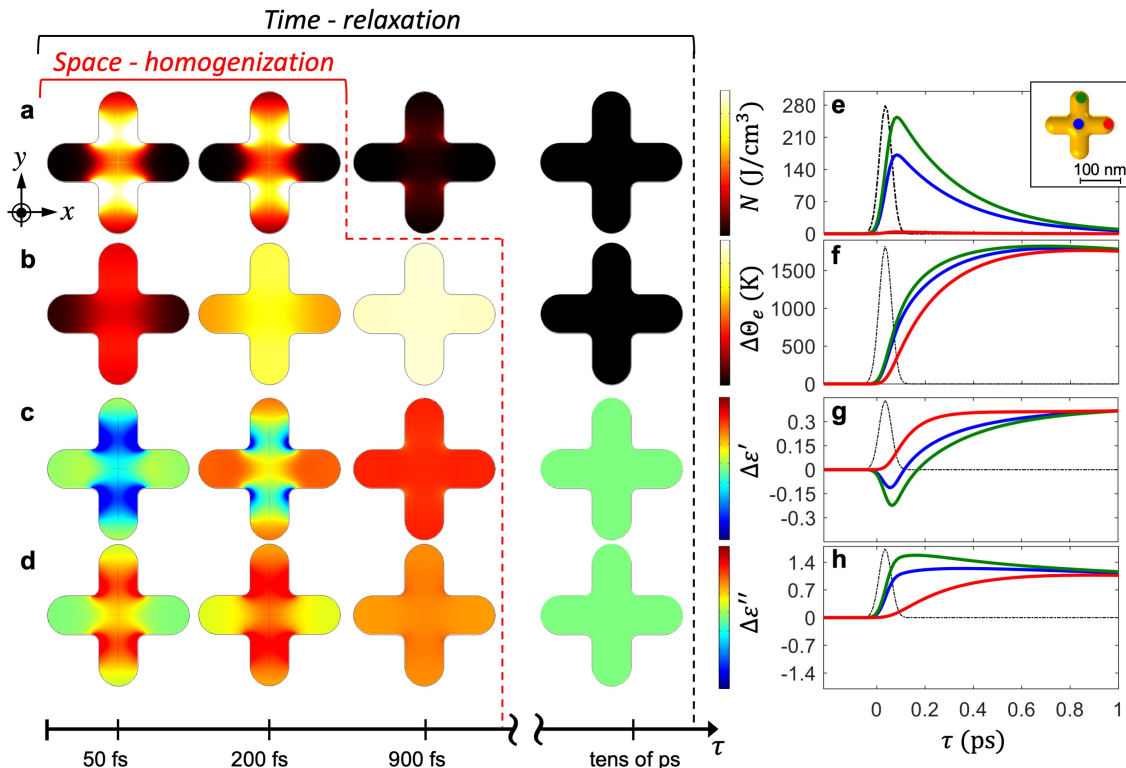 Time - relaxation
Space - homogenization
a
b
c
d
y
x
50 fs
200 fs
900 fs
tens of ps
τ
N (J/cm³)
ΔΘₑ (K)
Δε′
Δε″
e
280
210
140
70
0
100 nm
f
1500
1000
500
0
g
0.3
0.15
0
-0.15
-0.3
h
1.4
0.7
0
-0.7
-1.4
0 0.2 0.4 0.6 0.8 1
τ (ps)